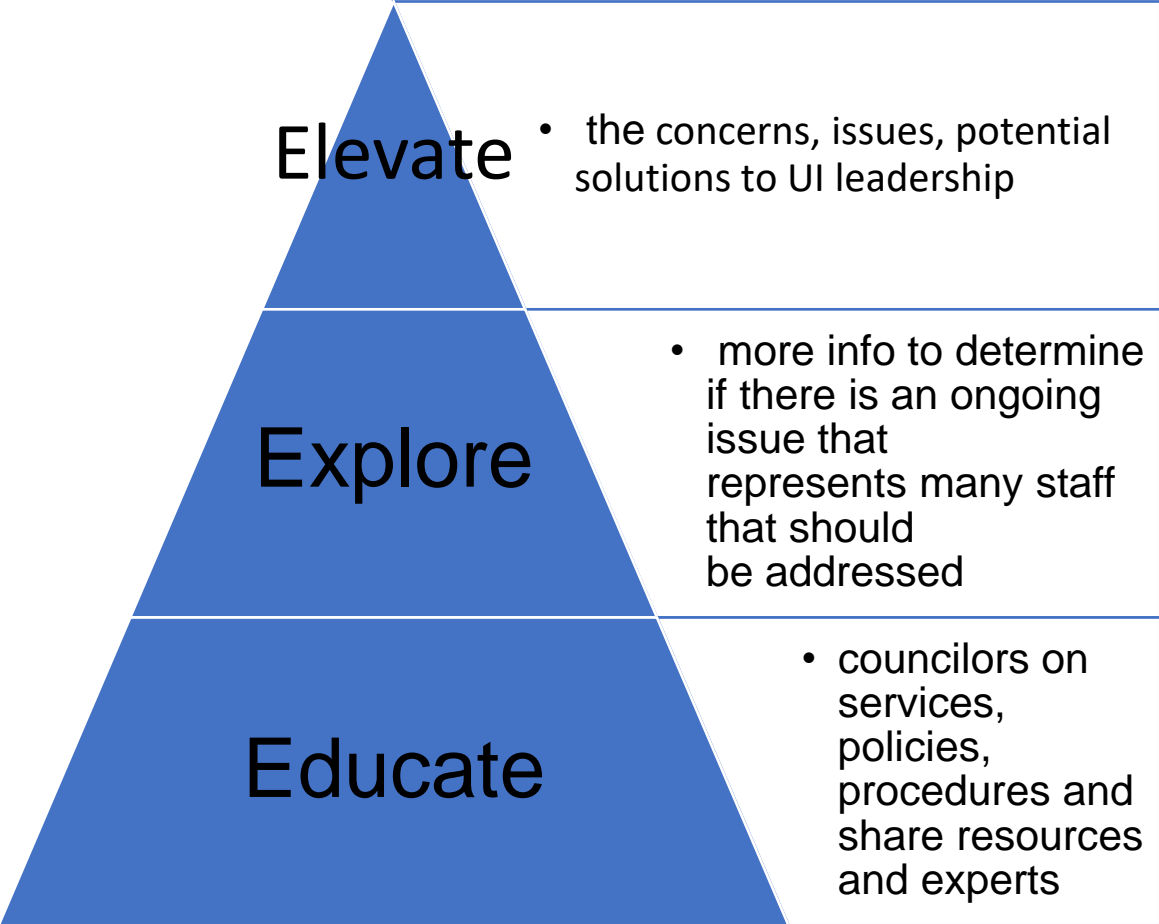 Elevate
• the concerns, issues, potential
solutions to UI leadership
Explore
• more info to determine
if there is an ongoing
issue that
represents many staff
that should
be addressed
Educate
• councilors on
services,
policies,
procedures and
share resources
and experts